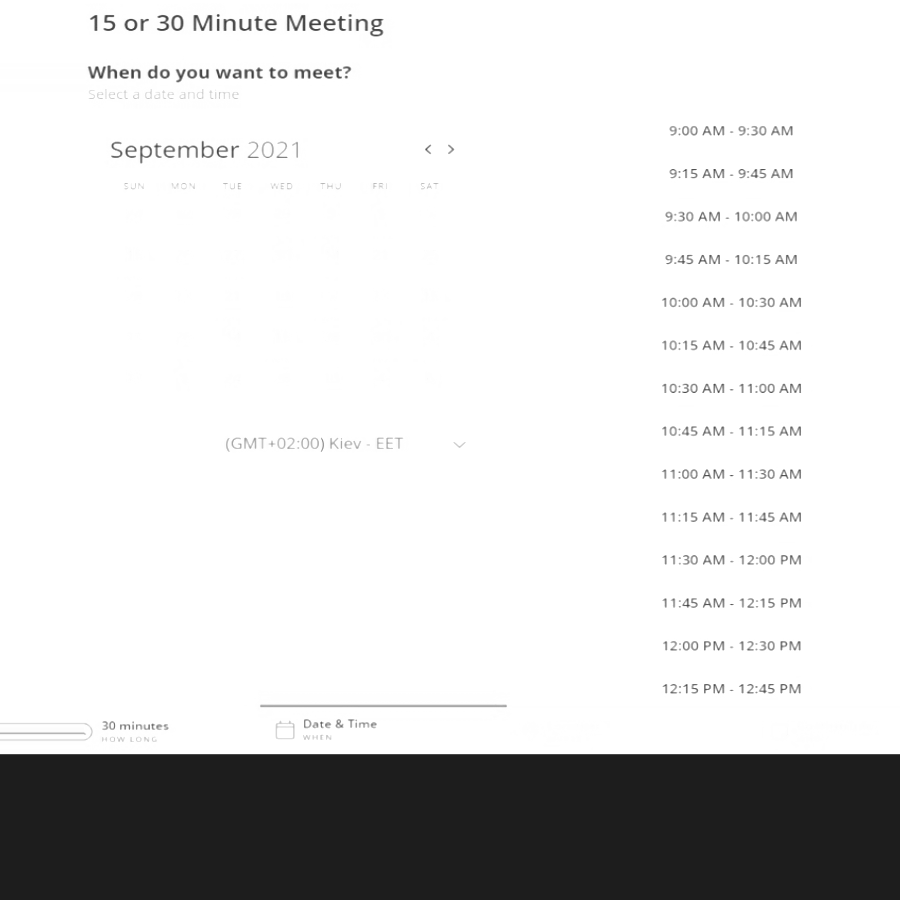 15 or 30 Minute Meeting
When do you want to meet?
Select a date and time
September 2021
< >
SUN MON TUE WED THU FRI SAT
(GMT+02:00) Kiev - EET
9:00 AM - 9:30 AM
9:15 AM - 9:45 AM
9:30 AM - 10:00 AM
9:45 AM - 10:15 AM
10:00 AM - 10:30 AM
10:15 AM - 10:45 AM
10:30 AM - 11:00 AM
10:45 AM - 11:15 AM
11:00 AM - 11:30 AM
11:15 AM - 11:45 AM
11:30 AM - 12:00 PM
11:45 AM - 12:15 PM
12:00 PM - 12:30 PM
12:15 PM - 12:45 PM
30 minutes
HOW LONG
Date & Time
WHEN